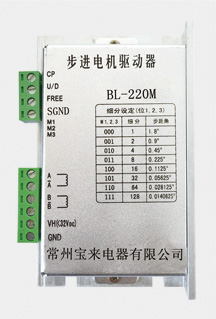 步进电机驱动器
CP
U/D
FREE
SGND
M1
M2
M3
BL-220M
细分设定(位1,2,3)
M1,2,3 细分 步距角
000 1 1.8°
001 2 0.9°
010 4 0.45°
011 8 0.225°
100 16 0.1125°
101 32 0.05625°
110 64 0.028125°
111 128 0.0140625°
A
A̅
B
B̅
VH(32Vdc)
GND
常州宝来电器有限公司